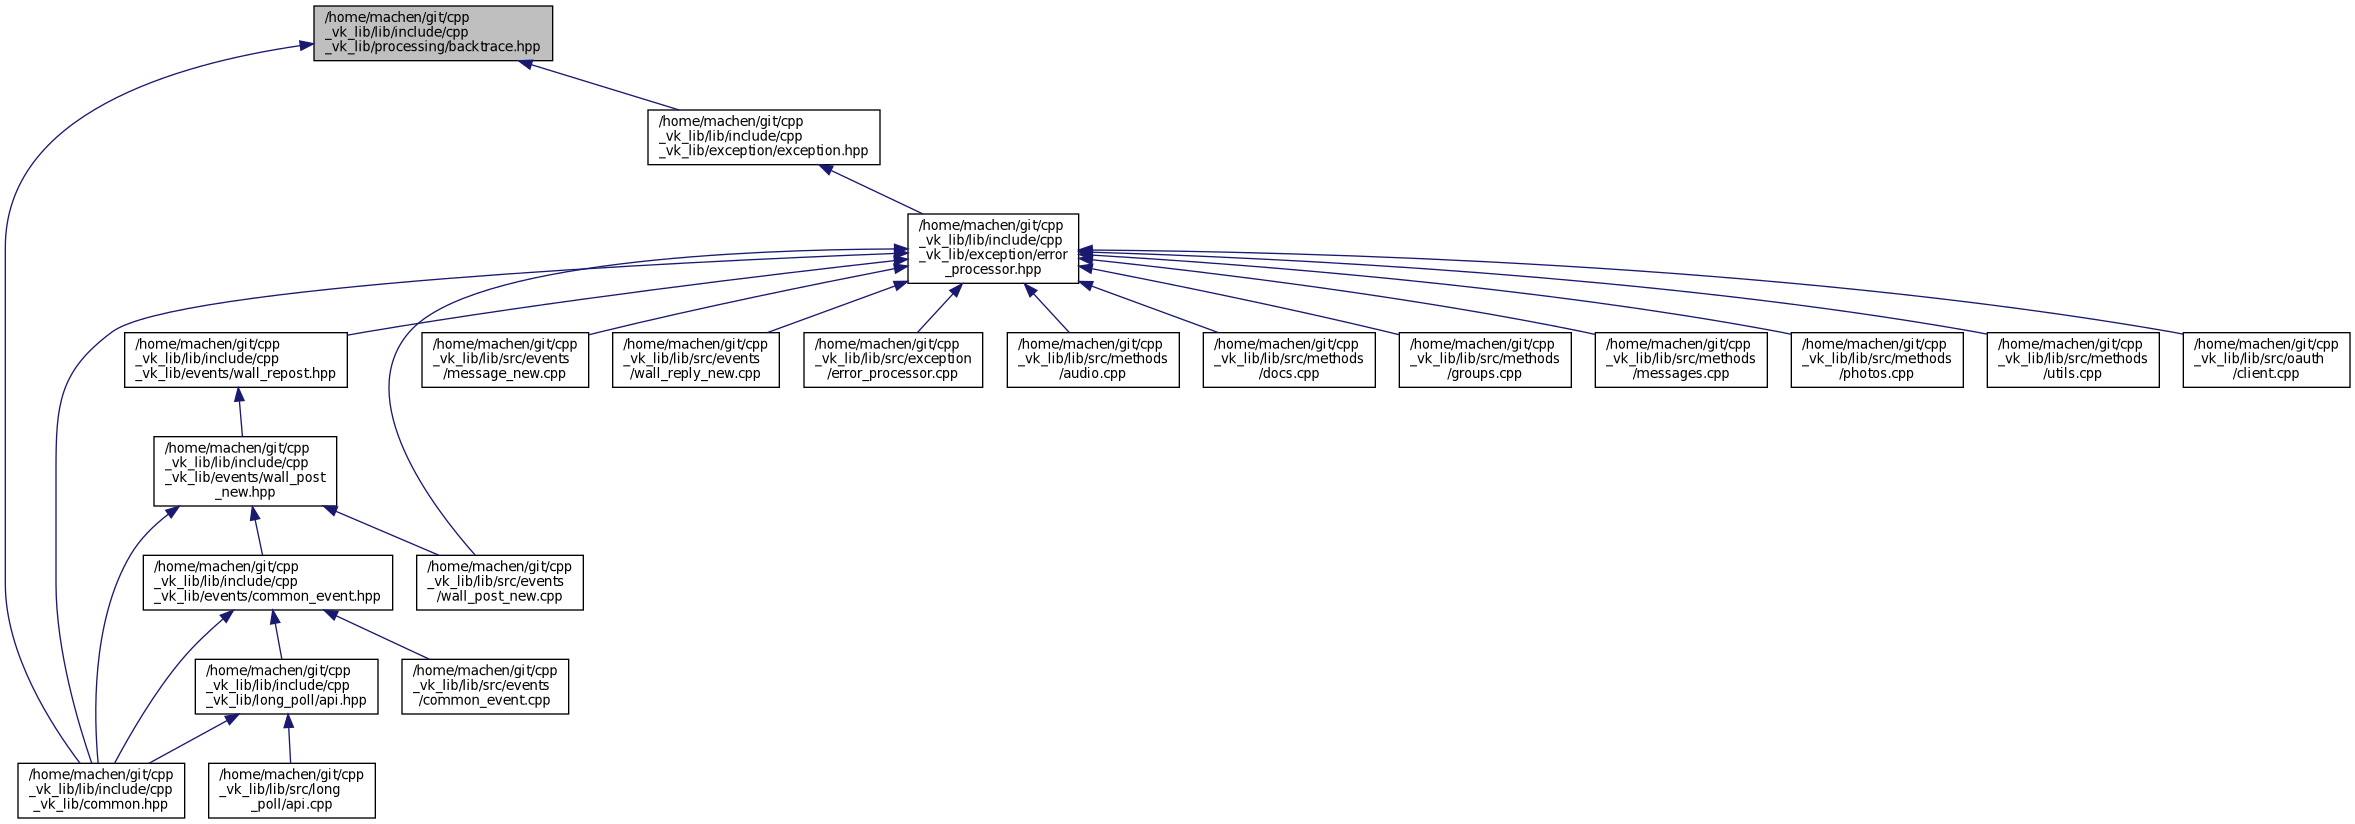 /home/machen/git/cpp
_vk_lib/lib/include/cpp
_vk_lib/processing/backtrace.hpp
/home/machen/git/cpp
_vk_lib/lib/include/cpp
_vk_lib/exception/exception.hpp
/home/machen/git/cpp
_vk_lib/lib/include/cpp
_vk_lib/exception/error
_processor.hpp
/home/machen/git/cpp
_vk_lib/lib/include/cpp
_vk_lib/events/wall_repost.hpp
/home/machen/git/cpp
_vk_lib/lib/src/events
/message_new.cpp
/home/machen/git/cpp
_vk_lib/lib/src/events
/wall_reply_new.cpp
/home/machen/git/cpp
_vk_lib/lib/src/exception
/error_processor.cpp
/home/machen/git/cpp
_vk_lib/lib/src/methods
/audio.cpp
/home/machen/git/cpp
_vk_lib/lib/src/methods
/docs.cpp
/home/machen/git/cpp
_vk_lib/lib/src/methods
/groups.cpp
/home/machen/git/cpp
_vk_lib/lib/src/methods
/messages.cpp
/home/machen/git/cpp
_vk_lib/lib/src/methods
/photos.cpp
/home/machen/git/cpp
_vk_lib/lib/src/methods
/utils.cpp
/home/machen/git/cpp
_vk_lib/lib/src/oauth
/client.cpp
/home/machen/git/cpp
_vk_lib/lib/include/cpp
_vk_lib/events/wall_post
_new.hpp
/home/machen/git/cpp
_vk_lib/lib/include/cpp
_vk_lib/events/common_event.hpp
/home/machen/git/cpp
_vk_lib/lib/src/events
/wall_post_new.cpp
/home/machen/git/cpp
_vk_lib/lib/include/cpp
_vk_lib/long_poll/api.hpp
/home/machen/git/cpp
_vk_lib/lib/src/events
/common_event.cpp
/home/machen/git/cpp
_vk_lib/lib/include/cpp
_vk_lib/common.hpp
/home/machen/git/cpp
_vk_lib/lib/src/long
_poll/api.cpp